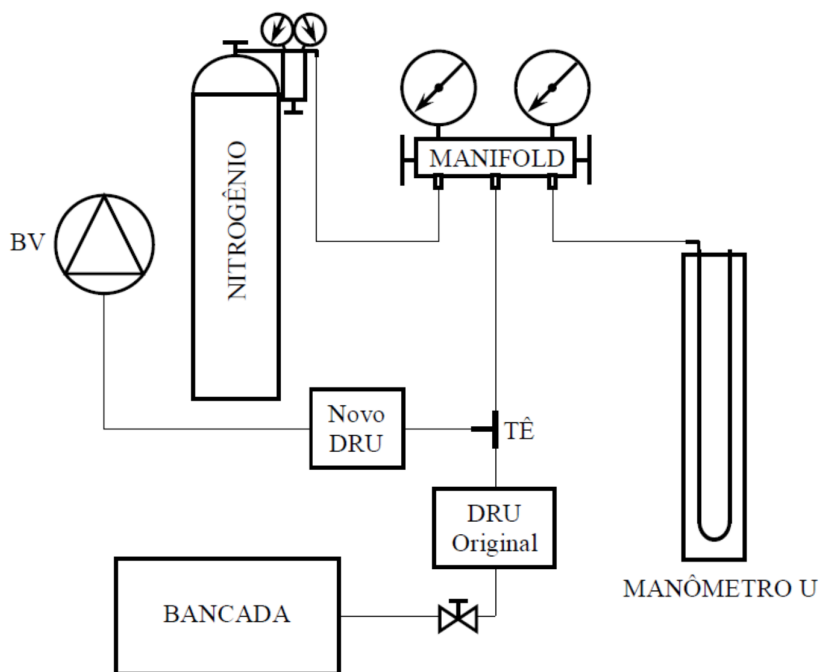 MANIFOLD
NITROGÊNIO
BV
Novo
DRU
TÊ
DRU
Original
MANÔMETRO U
BANCADA